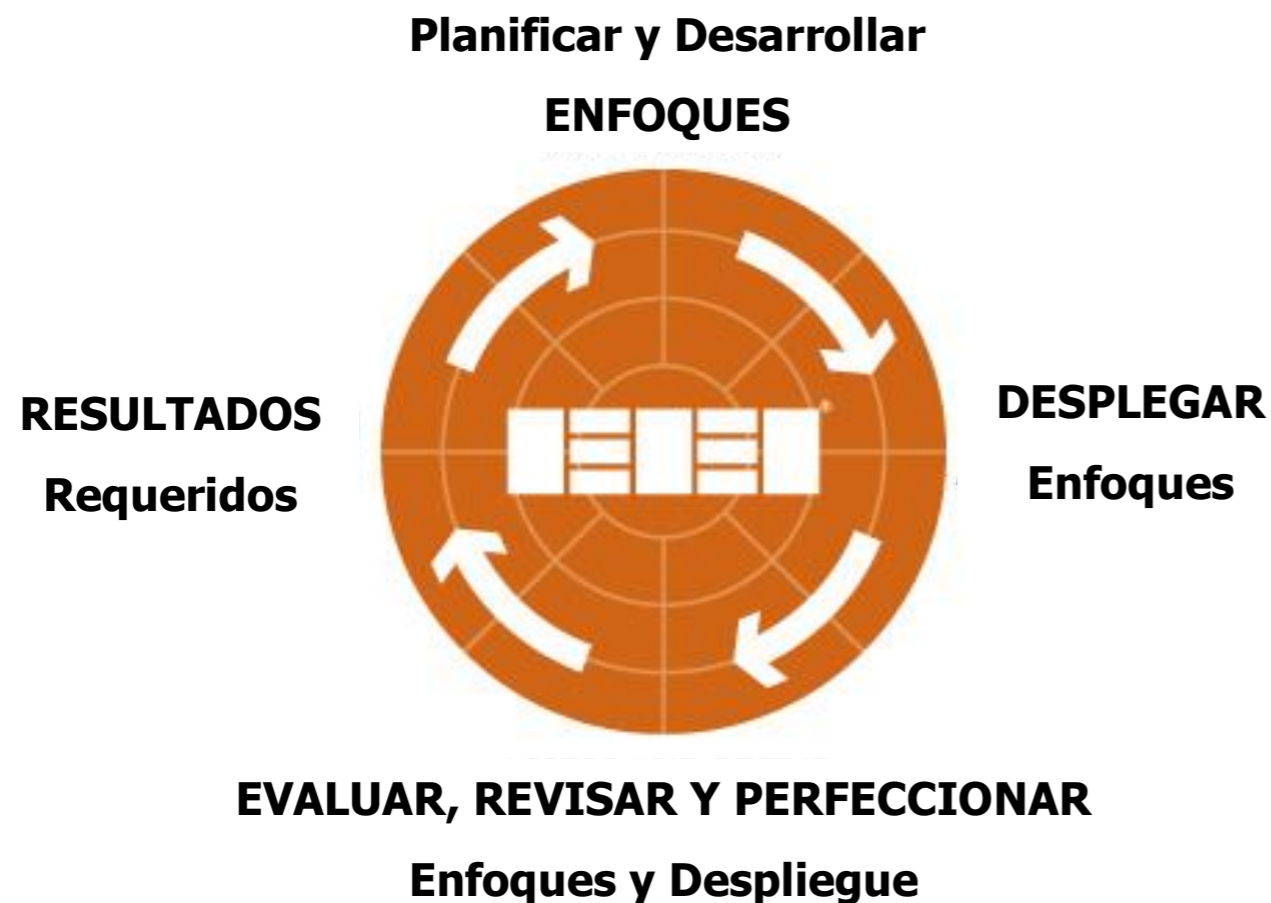 Planificar y Desarrollar
ENFOQUES
RESULTADOS
Requeridos
DESPLEGAR
Enfoques
EVALUAR, REVISAR Y PERFECCIONAR
Enfoques y Despliegue